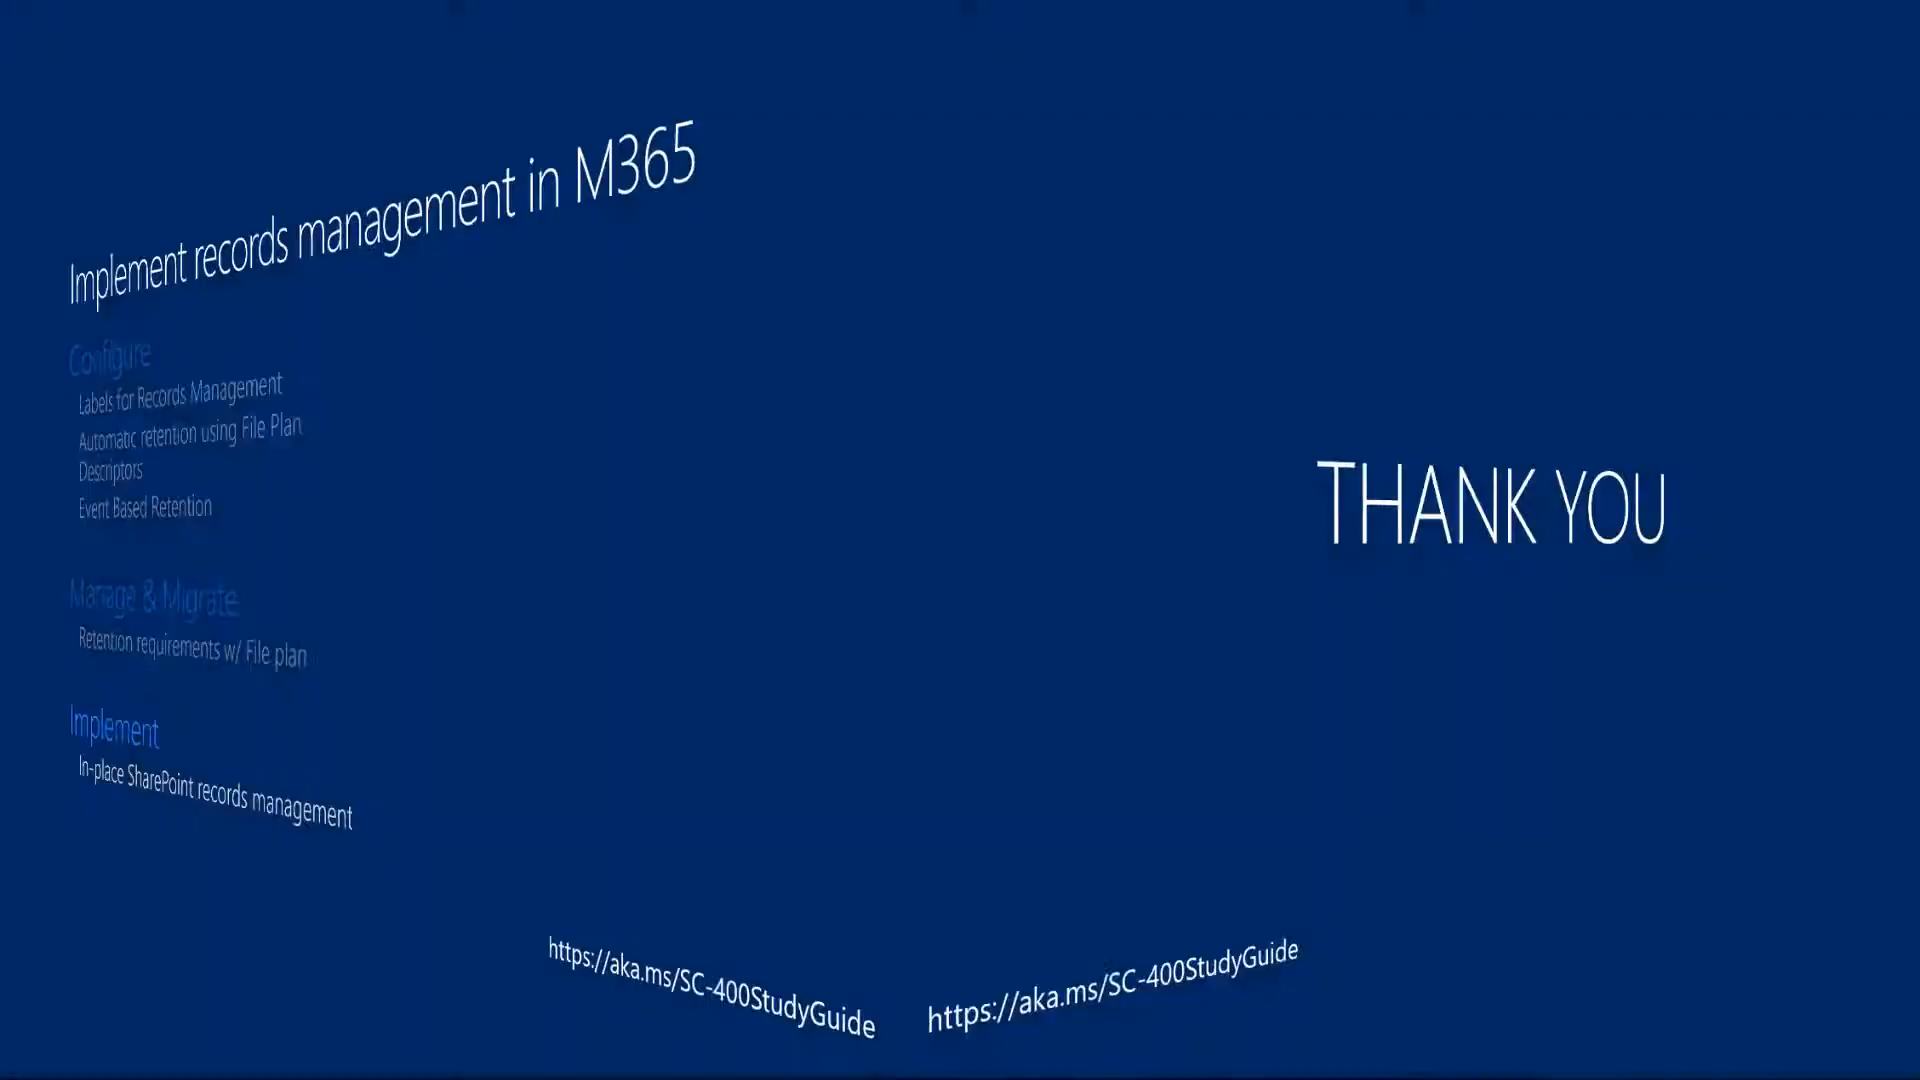 Implement records management in M365
Configure
Labels for Records Management
Automatic retention using File Plan
Descriptors
Event Based Retention
Manage & Migrate
Retention requirements w/ File plan
Implement
In-place SharePoint records management
https://aka.ms/SC-400StudyGuide
THANK YOU
https://aka.ms/SC-400StudyGuide